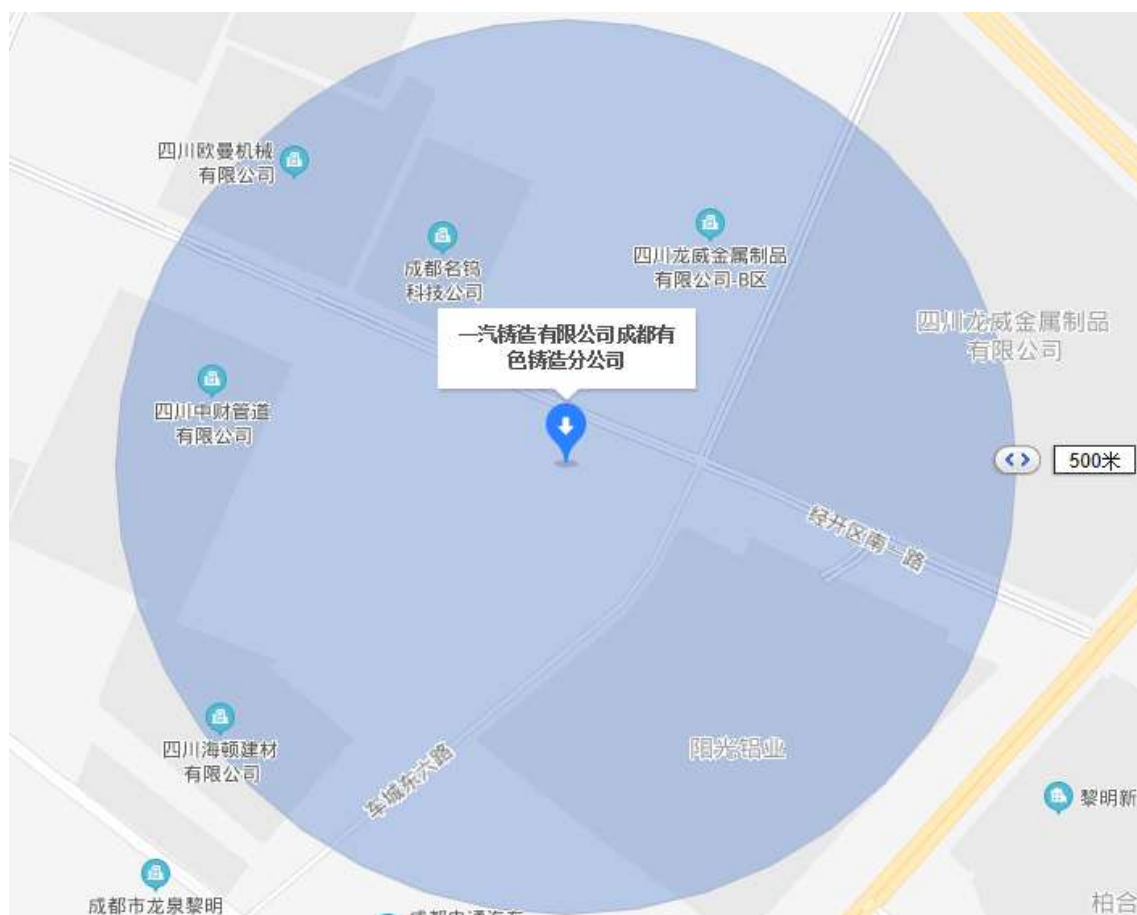 四川欧曼机械
有限公司
成都名钨
科技公司
四川龙威金属制品
有限公司-B区
四川龙威金属制品
有限公司
一汽铸造有限公司成都有
色铸造分公司
四川中财管道
有限公司
500米
经开区南一路
四川海顿建材
有限公司
阳光铝业
车城东六路
黎明新
成都市龙泉黎明
柏合